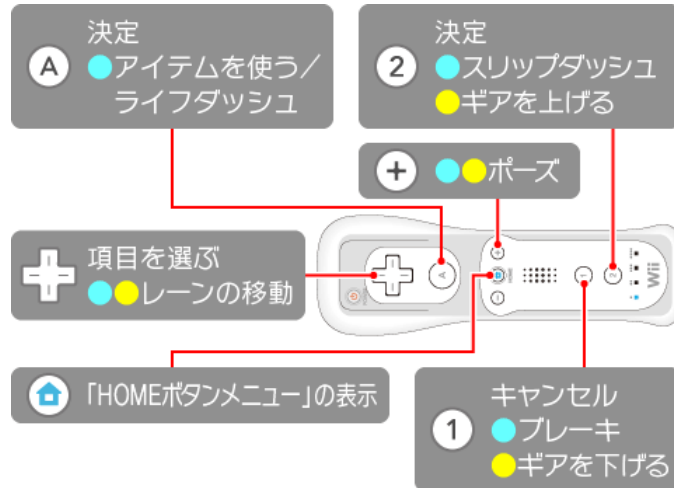 A
決定
●アイテムを使う/
ライフダッシュ
2
決定
●スリップダッシュ
●ギアを上げる
+
●●ポーズ
項目を選ぶ
●●レーンの移動
A
1
2
Wii
「HOMEボタンメニュー」の表示
1
キャンセル
●ブレーキ
●ギアを下げる